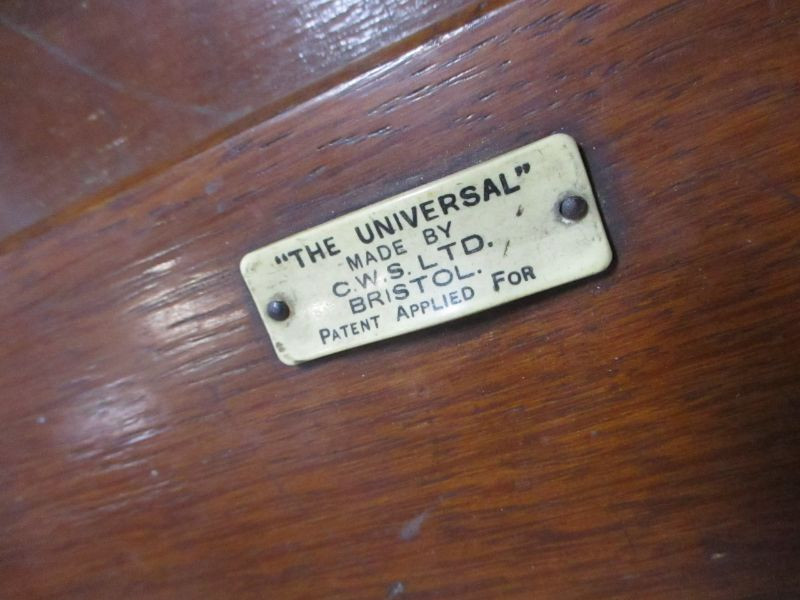 "THE UNIVERSAL"
MADE BY
C.W.S. LTD.
BRISTOL.
PATENT APPLIED FOR